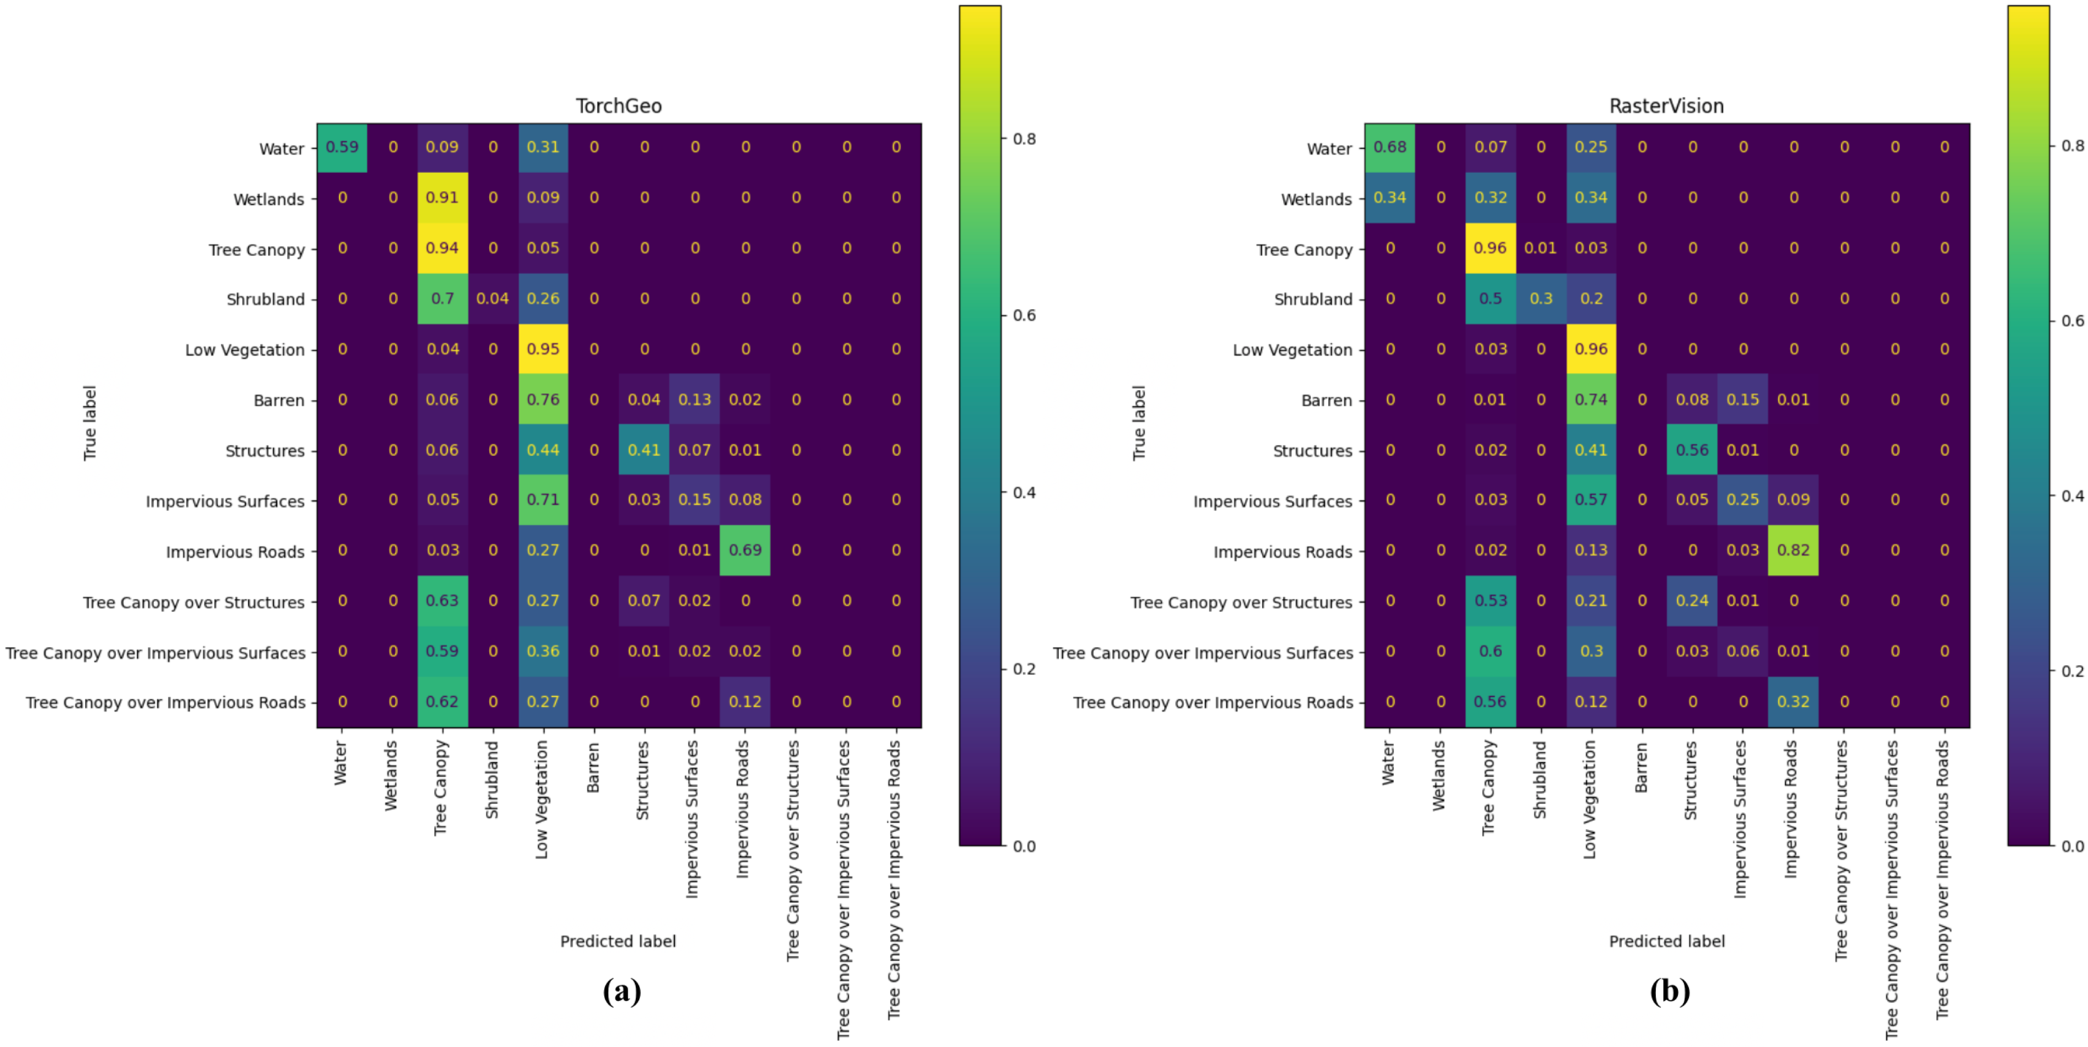 TorchGeo
True label
Water 0.59 0 0.09 0 0.31 0 0 0 0 0 0 0
Wetlands 0 0 0.91 0 0.09 0 0 0 0 0 0 0
Tree Canopy 0 0 0.94 0 0.05 0 0 0 0 0 0 0
Shrubland 0 0 0.7 0.04 0.26 0 0 0 0 0 0 0
Low Vegetation 0 0 0.04 0 0.95 0 0 0 0 0 0 0
Barren 0 0 0.06 0 0.76 0 0.04 0.13 0.02 0 0 0
Structures 0 0 0.06 0 0.44 0 0.41 0.07 0.01 0 0 0
Impervious Surfaces 0 0 0.05 0 0.71 0 0.03 0.15 0.08 0 0 0
Impervious Roads 0 0 0.03 0 0.27 0 0 0.01 0.69 0 0 0
Tree Canopy over Structures 0 0 0.63 0 0.27 0 0.07 0.02 0 0 0 0
Tree Canopy over Impervious Surfaces 0 0 0.59 0 0.36 0 0.01 0.02 0.02 0 0 0
Tree Canopy over Impervious Roads 0 0 0.62 0 0.27 0 0 0 0.12 0 0 0
Water
Wetlands
Tree Canopy
Shrubland
Low Vegetation
Barren
Structures
Impervious Surfaces
Impervious Roads
Tree Canopy over Structures
Tree Canopy over Impervious Surfaces
Tree Canopy over Impervious Roads
Predicted label
0.8
0.6
0.4
0.2
0.0
(a)
RasterVision
True label
Water 0.68 0 0.07 0 0.25 0 0 0 0 0 0 0
Wetlands 0.34 0 0.32 0 0.34 0 0 0 0 0 0 0
Tree Canopy 0 0 0.96 0.01 0.03 0 0 0 0 0 0 0
Shrubland 0 0 0.5 0.3 0.2 0 0 0 0 0 0 0
Low Vegetation 0 0 0.03 0 0.96 0 0 0 0 0 0 0
Barren 0 0 0.01 0 0.74 0 0.08 0.15 0.01 0 0 0
Structures 0 0 0.02 0 0.41 0 0.56 0.01 0 0 0 0
Impervious Surfaces 0 0 0.03 0 0.57 0 0.05 0.25 0.09 0 0 0
Impervious Roads 0 0 0.02 0 0.13 0 0 0.03 0.82 0 0 0
Tree Canopy over Structures 0 0 0.53 0 0.21 0 0.24 0.01 0 0 0 0
Tree Canopy over Impervious Surfaces 0 0 0.6 0 0.3 0 0.03 0.06 0.01 0 0 0
Tree Canopy over Impervious Roads 0 0 0.56 0 0.12 0 0 0 0.32 0 0 0
Water
Wetlands
Tree Canopy
Shrubland
Low Vegetation
Barren
Structures
Impervious Surfaces
Impervious Roads
Tree Canopy over Structures
Tree Canopy over Impervious Surfaces
Tree Canopy over Impervious Roads
Predicted label
0.8
0.6
0.4
0.2
0.0
(b)